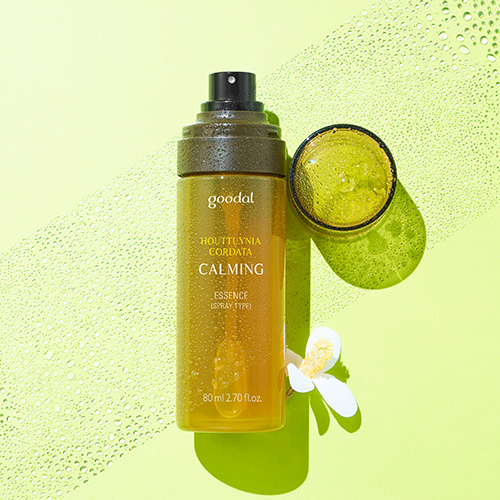 goodal
HOUTTUYNIA
CORDATA
CALMING
ESSENCE
(SPRAY TYPE)
80 ml 2.70 fl.oz.